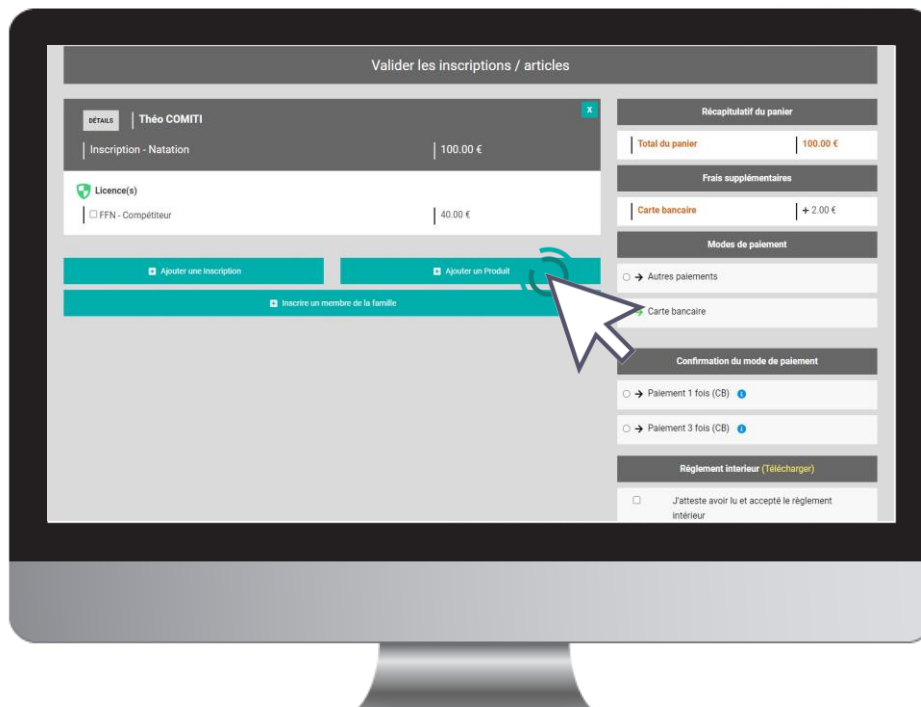 Valider les inscriptions / articles
DÉTAILS
Théo COMITI
X
Inscription - Natation
100.00 €
Licence(s)
FFN - Compétiteur
40.00 €
Ajouter une Inscription
Ajouter un Produit
Inscrire un membre de la famille
Récapitulatif du panier
Total du panier
100.00 €
Frais supplémentaires
Carte bancaire
+ 2.00 €
Modes de paiement
Autres paiements
Carte bancaire
Confirmation du mode de paiement
Paiement 1 fois (CB)
Paiement 3 fois (CB)
Réglement interieur (Télécharger)
J'atteste avoir lu et accepté le règlement
intérieur